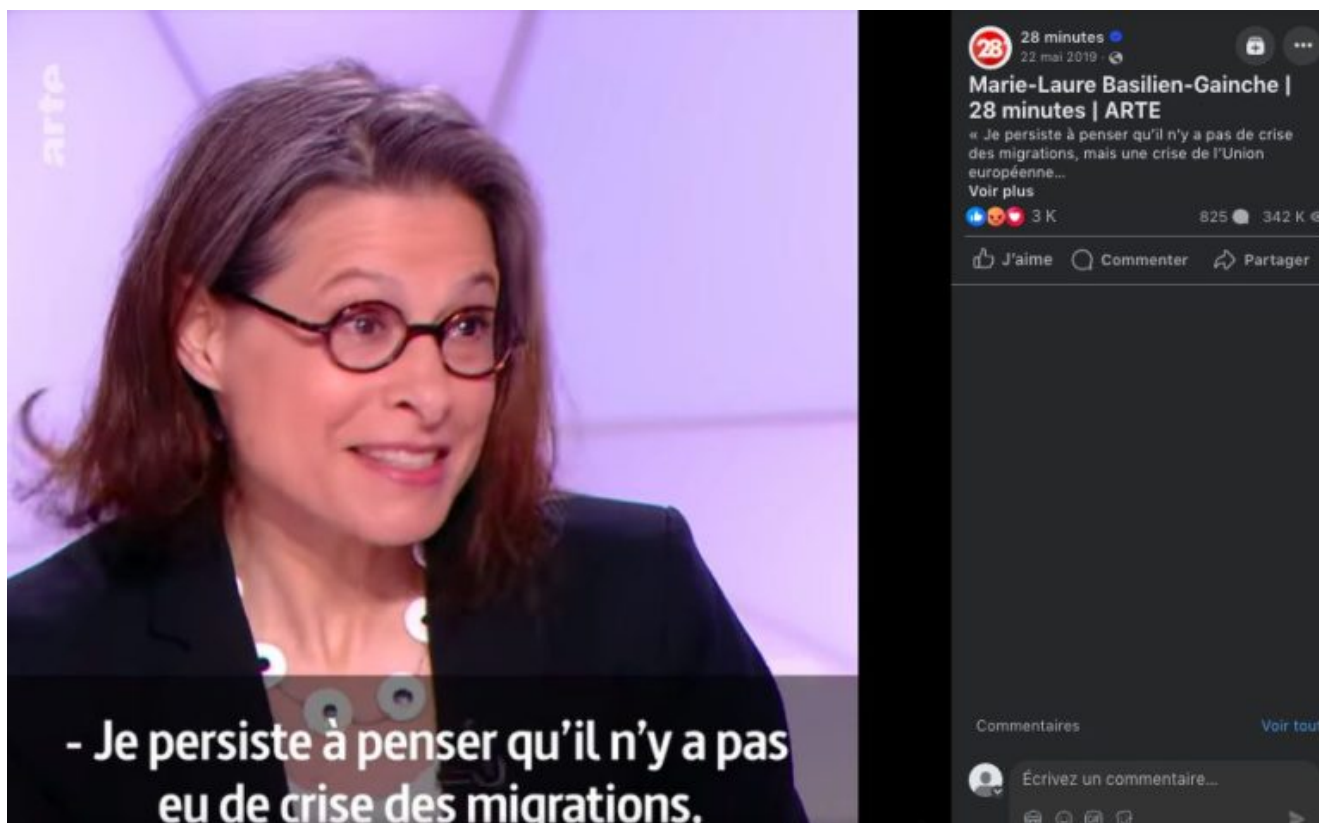 arte
- Je persiste à penser qu'il n'y a pas
eu de crise des migrations.
28
28 minutes
22 mai 2019
Marie-Laure Basilien-Gainche |
28 minutes | ARTE
« Je persiste à penser qu'il n'y a pas de crise
des migrations, mais une crise de l'Union
européenne...
Voir plus
3 K 825 342 K
J'aime Commenter Partager
Commentaires Voir tout
Écrivez un commentaire...